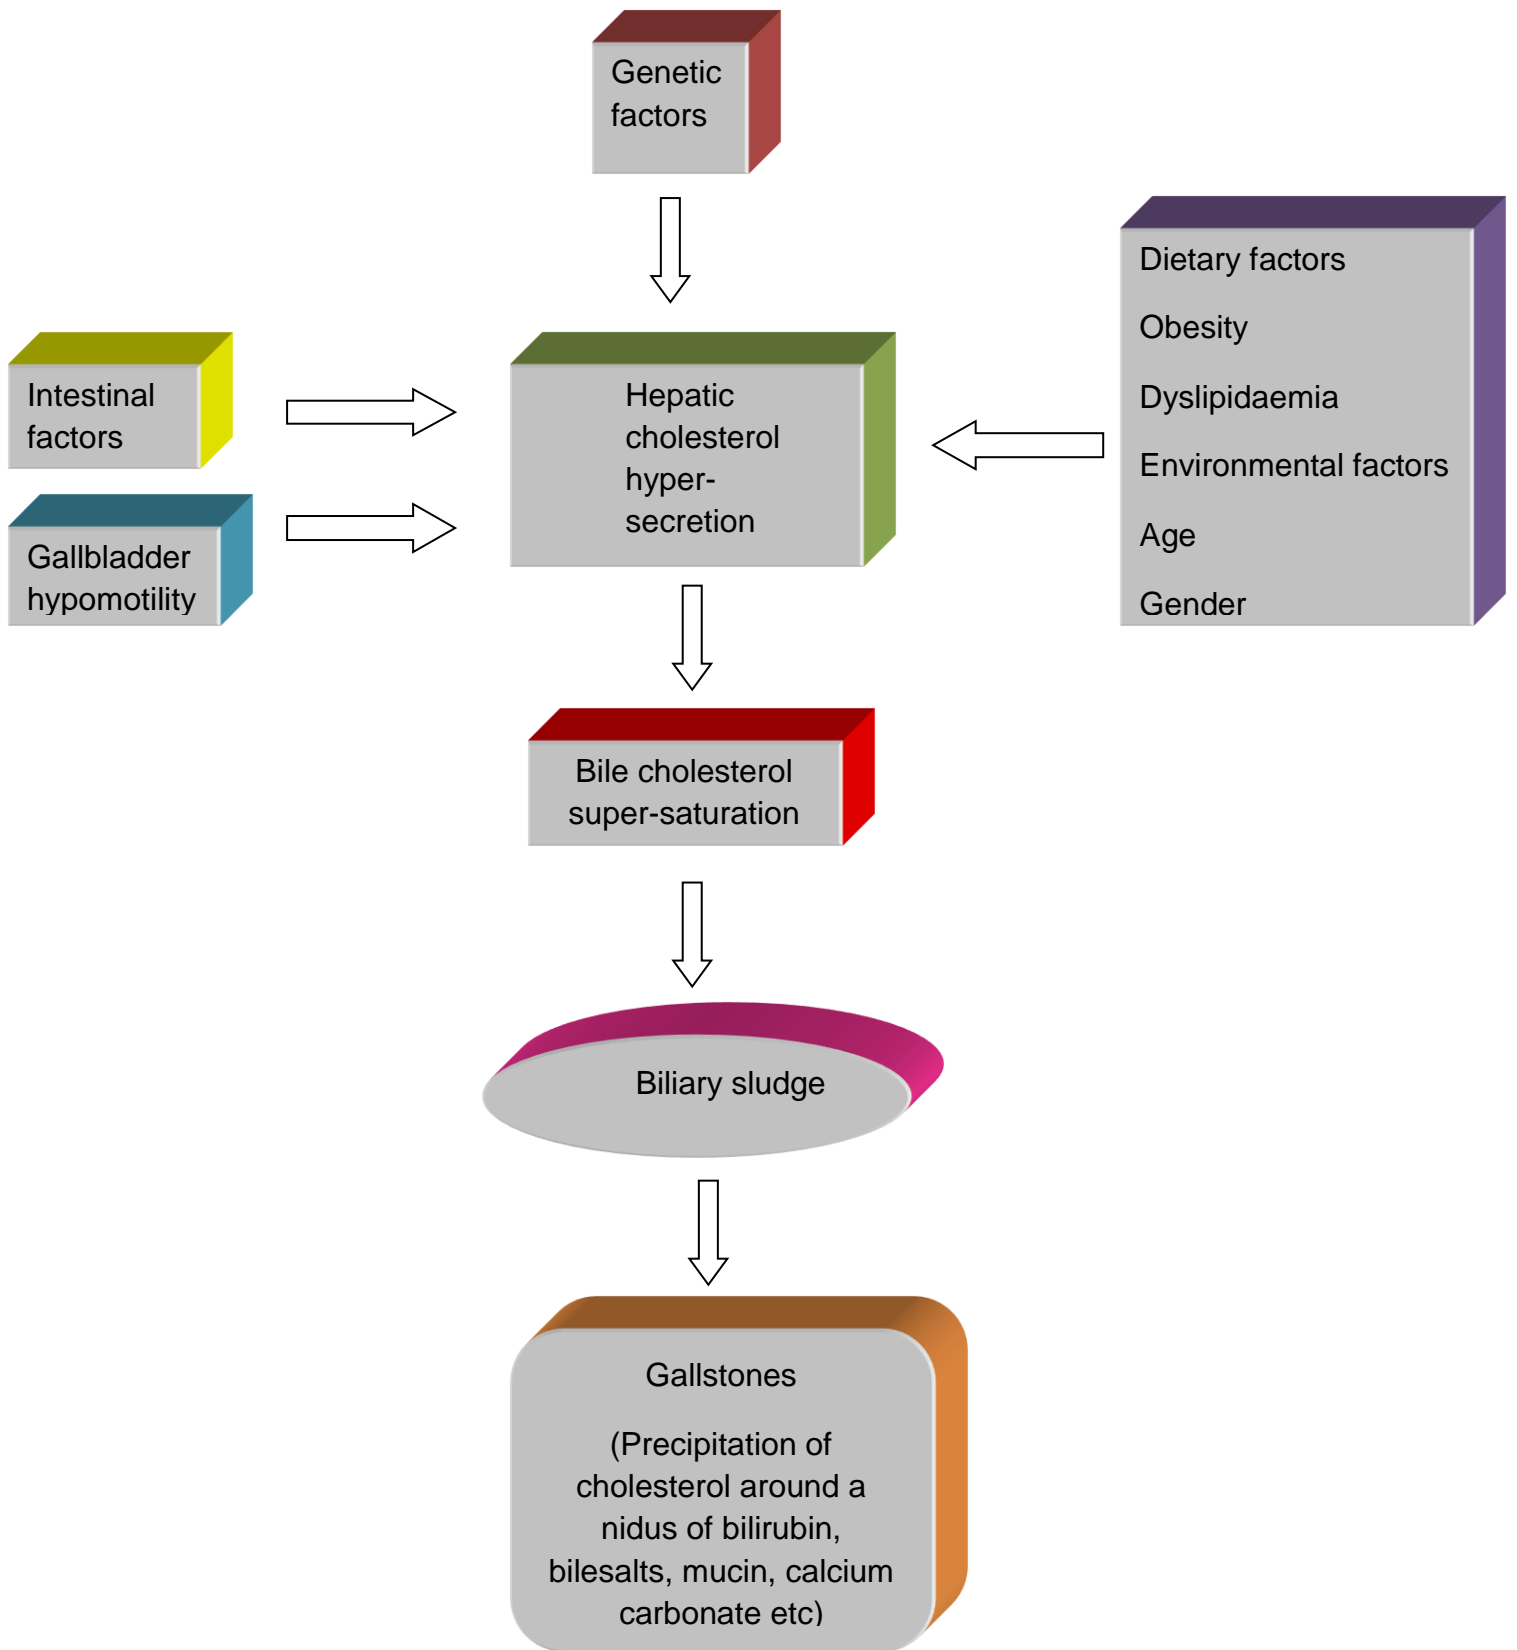 Genetic
factors
Intestinal
factors
Gallbladder
hypomotility
Hepatic
cholesterol
hyper-
secretion
Dietary factors
Obesity
Dyslipidaemia
Environmental factors
Age
Gender
Bile cholesterol
super-saturation
Biliary sludge
Gallstones
(Precipitation of
cholesterol around a
nidus of bilirubin,
bilesalts, mucin, calcium
carbonate etc)